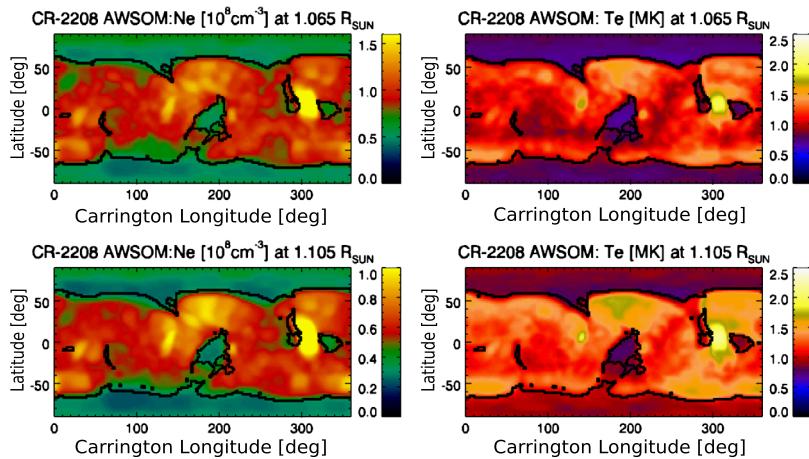 CR-2208 AWSOM:Ne [10⁸cm⁻³] at 1.065 R_SUN
Latitude [deg]
50
0
-50
0 100 200 300
Carrington Longitude [deg]
1.5
1.0
0.5
0.0
CR-2208 AWSOM: Te [MK] at 1.065 R_SUN
Latitude [deg]
50
0
-50
0 100 200 300
Carrington Longitude [deg]
2.5
2.0
1.5
1.0
0.5
0.0
CR-2208 AWSOM:Ne [10⁸cm⁻³] at 1.105 R_SUN
Latitude [deg]
50
0
-50
0 100 200 300
Carrington Longitude [deg]
1.0
0.8
0.6
0.4
0.2
0.0
CR-2208 AWSOM: Te [MK] at 1.105 R_SUN
Latitude [deg]
50
0
-50
0 100 200 300
Carrington Longitude [deg]
2.5
2.0
1.5
1.0
0.5
0.0